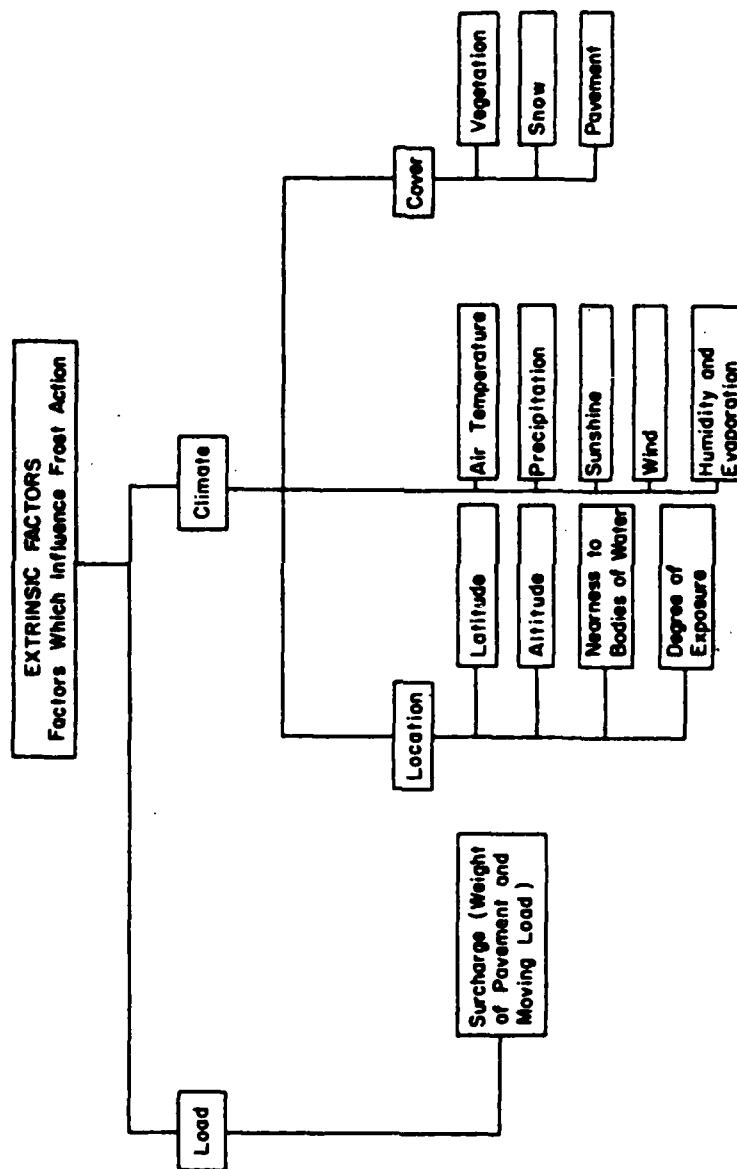 EXTRINSIC FACTORS
Factors Which Influence Frost Action
Load
Climate
Location
Cover
Surcharge (Weight
of Pavement and
Moving Load)
Latitude
Altitude
Nearness to
Bodies of Water
Degree of
Exposure
Air Temperature
Precipitation
Sunshine
Wind
Humidity and
Evaporation
Vegetation
Snow
Pavement